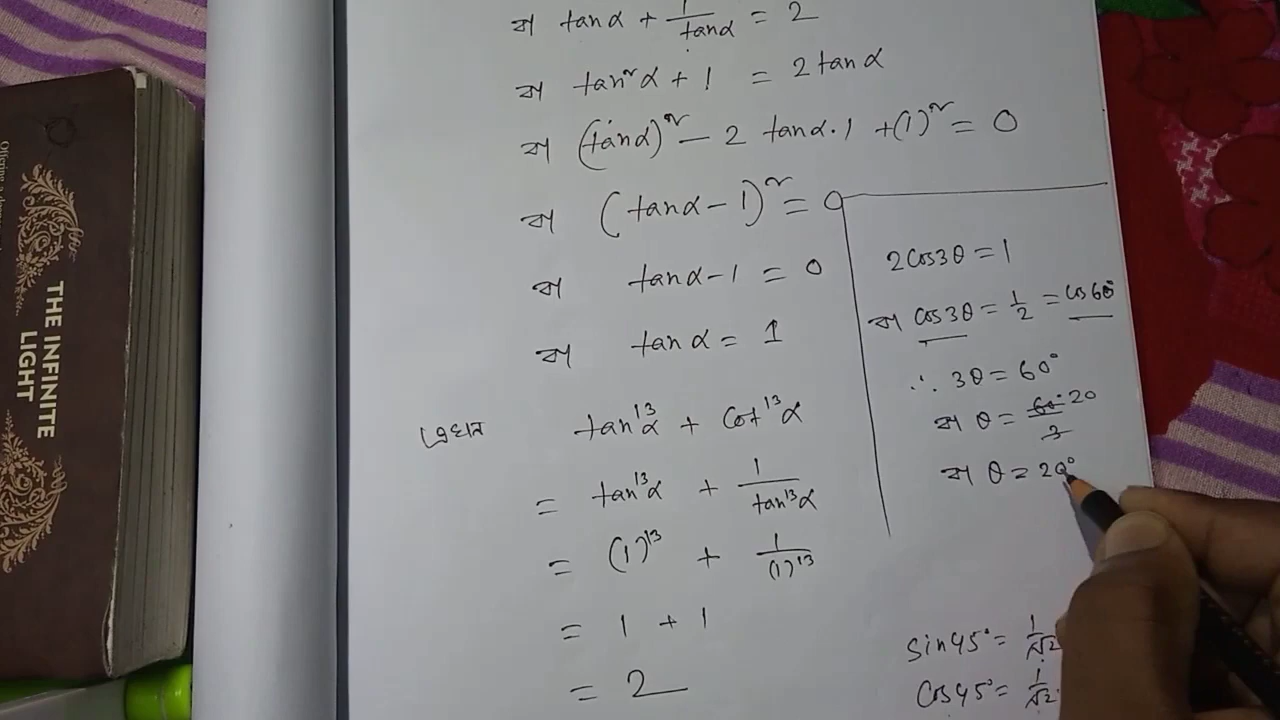 বা tanα + 1/tanα = 2
বা tan²α + 1 = 2 tanα
বা (tanα)² − 2 tanα.1 + (1)² = 0
বা (tanα − 1)² = 0
বা tanα − 1 = 0
বা tanα = 1
tan¹³α + Cot¹³α
= tan¹³α + 1/tan¹³α
= (1)¹³ + 1/(1)¹³
= 1 + 1
= 2
2Cos3θ = 1
বা Cos3θ = 1/2 = Cos60°
∴ 3θ = 60°
বা θ = 60°/3 20
বা θ = 20°
Sin45° = 1/√2
Cos45° = 1/√2
THE INFINITE
LIGHT